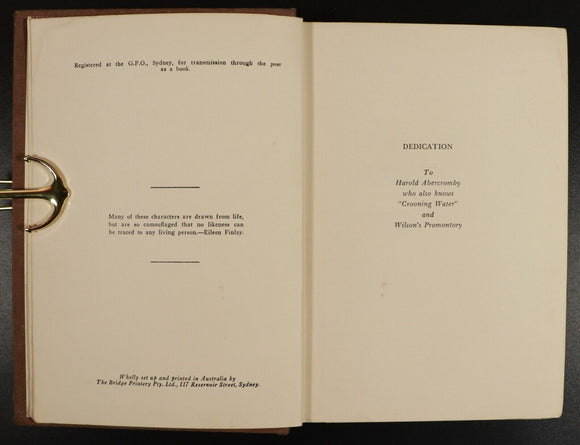 Registered at the G.P.O., Sydney, for transmission through the post
as a book.
Many of these characters are drawn from life,
but are so camouflaged that no likeness can
be traced to any living person.—Eileen Finlay.
Wholly set up and printed in Australia by
The Bridge Printery Pty. Ltd., 117 Reservoir Street, Sydney.
DEDICATION
To
Harold Abercromby
who also knows
"Crooning Water"
and
Wilson's Promontory